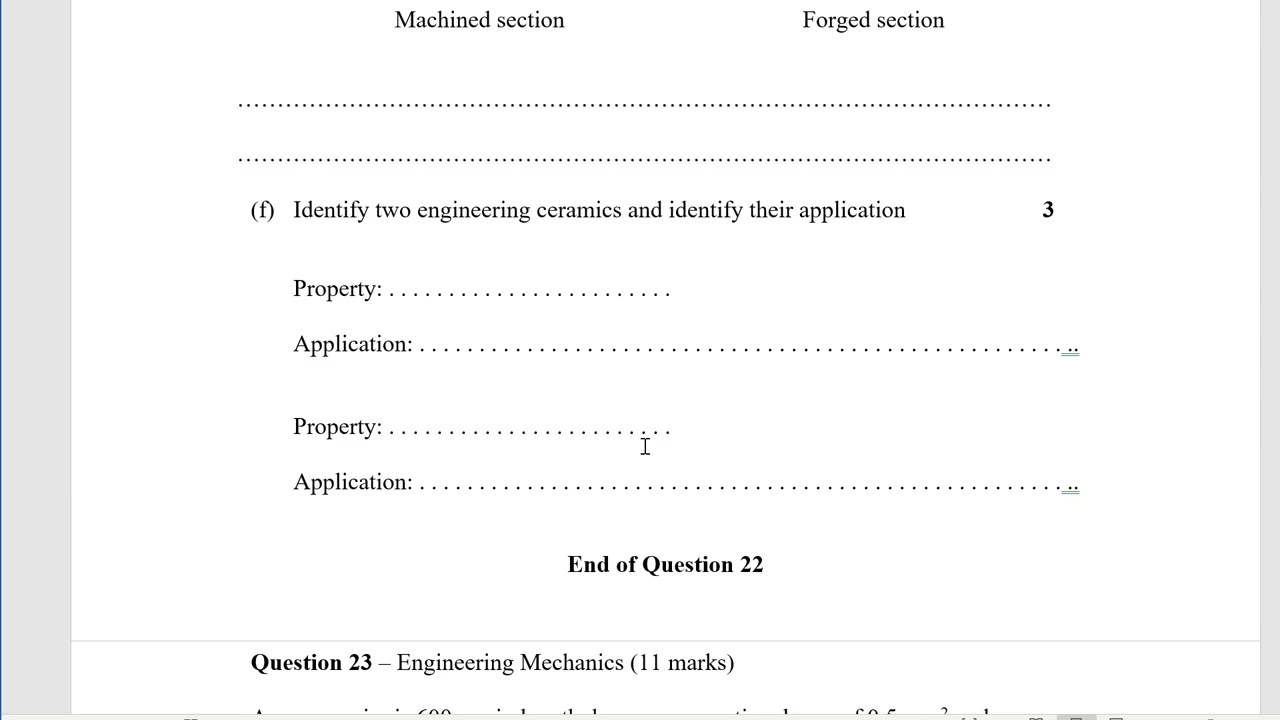 Machined section Forged section
........................................................................................................
........................................................................................................
(f) Identify two engineering ceramics and identify their application 3
Property: . . . . . . . . . . . . . . . . . . . . . . . .
Application: . . . . . . . . . . . . . . . . . . . . . . . . . . . . . . . . . . . . . . . . . . . . . . . . . . . . . . ..
Property: . . . . . . . . . . . . . . . . . . . . . . . .
Application: . . . . . . . . . . . . . . . . . . . . . . . . . . . . . . . . . . . . . . . . . . . . . . . . . . . . . . ..
End of Question 22
Question 23 – Engineering Mechanics (11 marks)